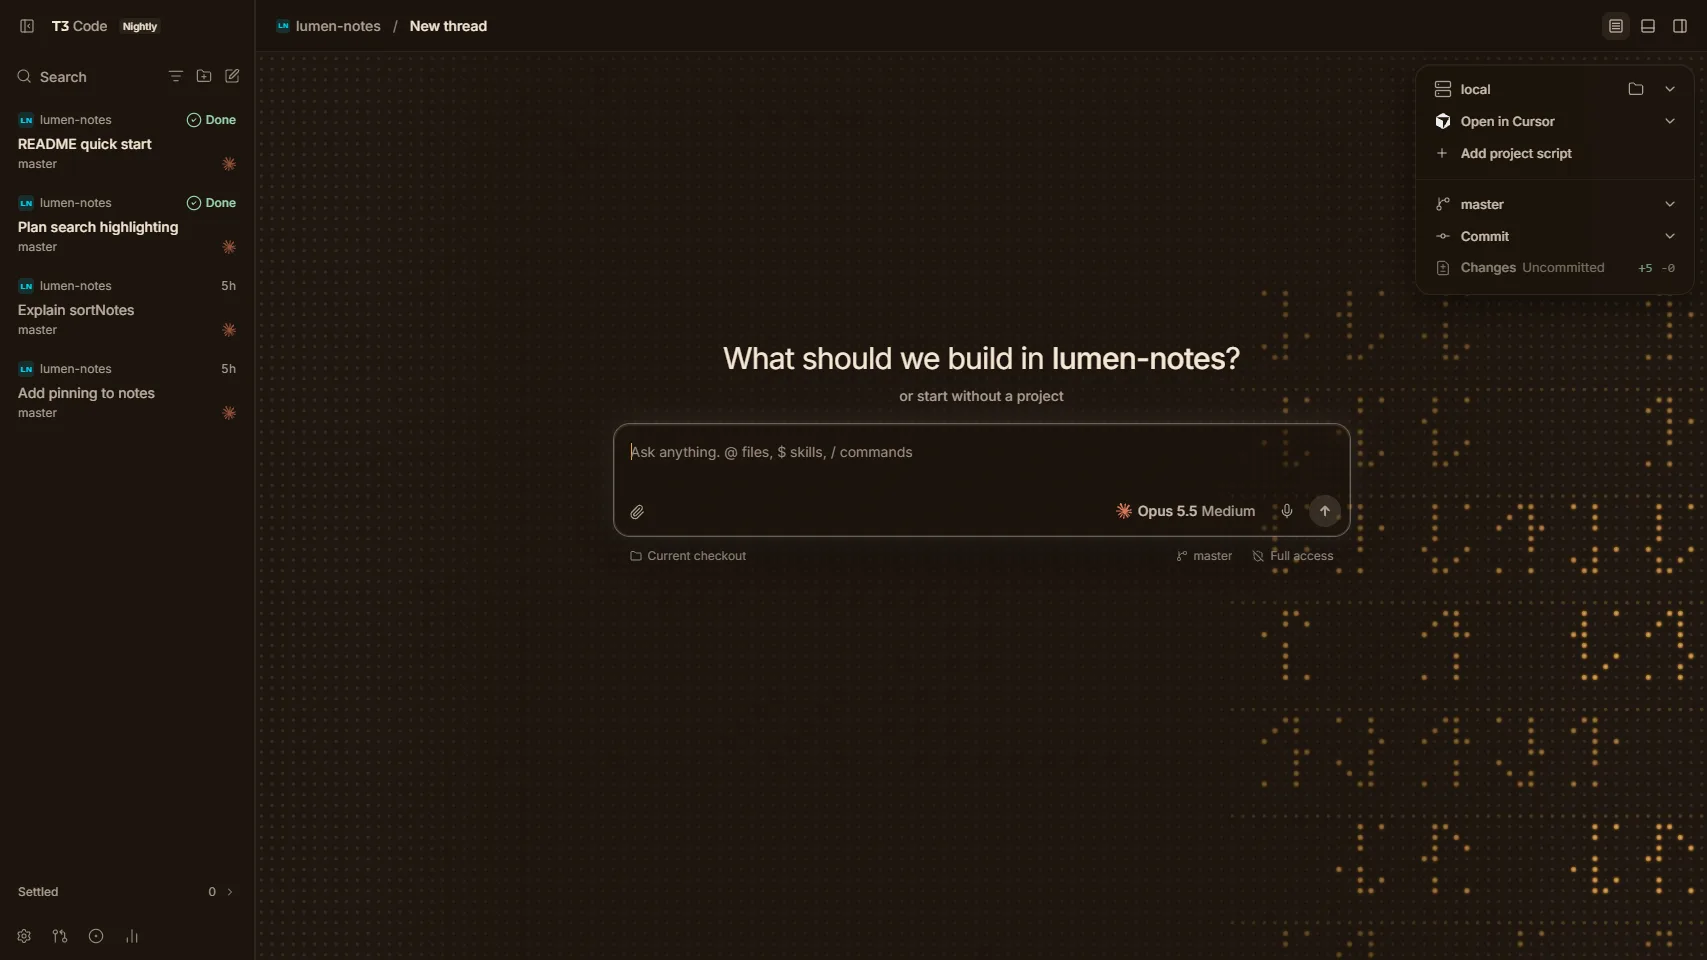 T3 Code Nightly
Search
LN lumen-notes Done
README quick start
master
LN lumen-notes Done
Plan search highlighting
master
LN lumen-notes 5h
Explain sortNotes
master
LN lumen-notes 5h
Add pinning to notes
master
Settled 0
LN lumen-notes / New thread
local
Open in Cursor
Add project script
master
Commit
Changes Uncommitted +5 -0
What should we build in lumen-notes?
or start without a project
Ask anything. @ files, $ skills, / commands
Opus 5.5 Medium
Current checkout
master Full access